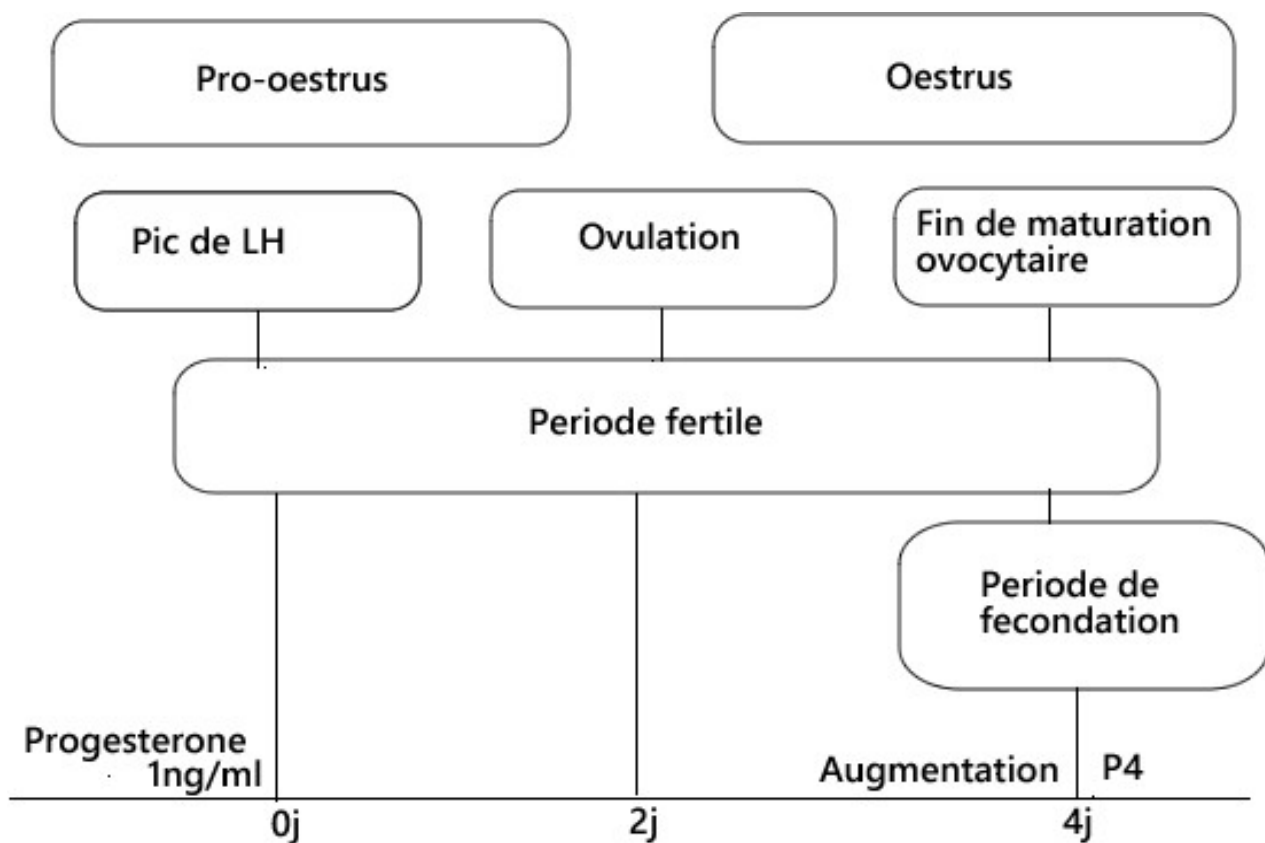 Pro-oestrus
Oestrus
Pic de LH
Ovulation
Fin de maturation
ovocytaire
Periode fertile
Periode de
fecondation
Progesterone
1ng/ml
Augmentation
P4
0j
2j
4j